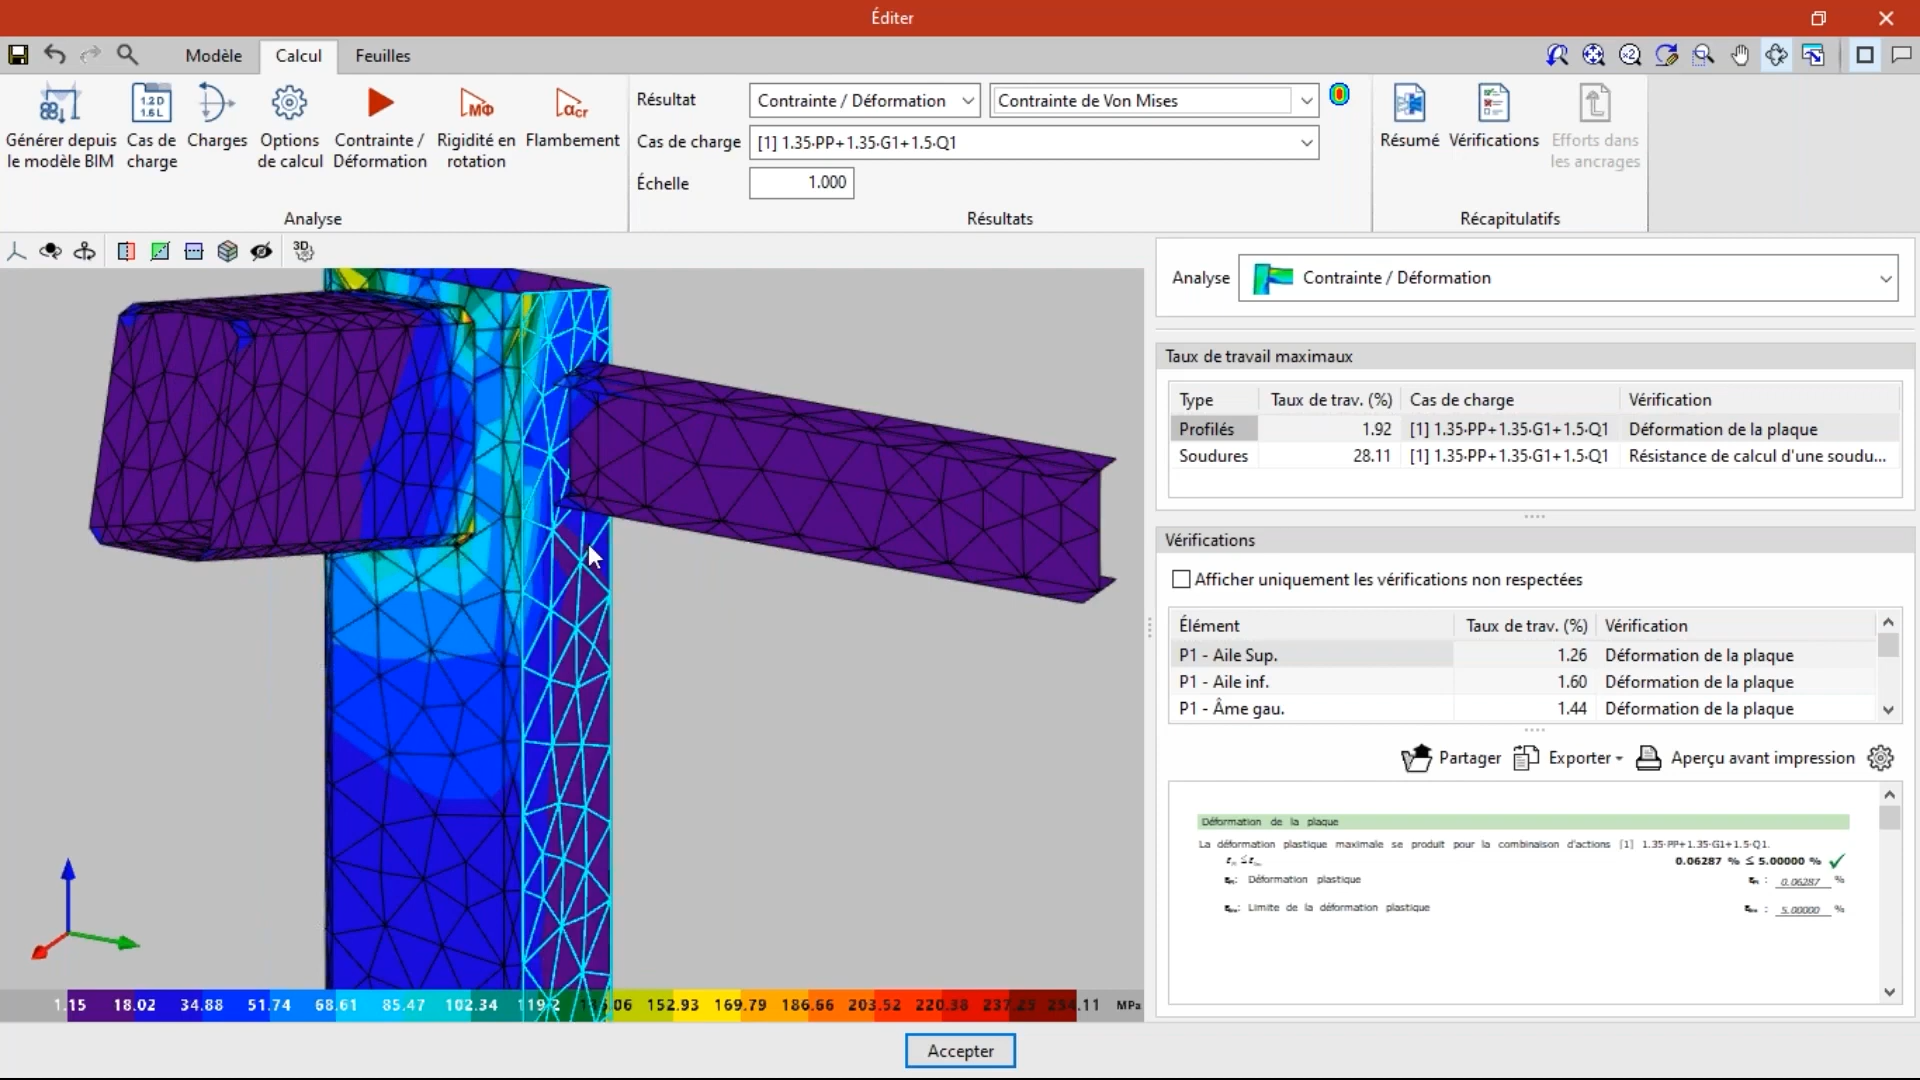 Éditer
Modèle
Calcul
Feuilles
Générer depuis le modèle BIM
Cas de charge
Charges
Options de calcul
Contrainte / Déformation
Rigidité en rotation
Flambement
Analyse
Résultat
Contrainte / Déformation
Contrainte de Von Mises
Cas de charge
[1] 1.35·PP+1.35·G1+1.5·Q1
Échelle
1.000
Résultats
Résumé
Vérifications
Efforts dans les ancrages
Récapitulatifs
3D
Analyse
Contrainte / Déformation
Taux de travail maximaux
Type Taux de trav. (%) Cas de charge Vérification
Profilés 1.92 [1] 1.35·PP+1.35·G1+1.5·Q1 Déformation de la plaque
Soudures 28.11 [1] 1.35·PP+1.35·G1+1.5·Q1 Résistance de calcul d'une soudu...
Vérifications
Afficher uniquement les vérifications non respectées
Élément Taux de trav. (%) Vérification
P1 - Aile Sup. 1.26 Déformation de la plaque
P1 - Aile inf. 1.60 Déformation de la plaque
P1 - Âme gau. 1.44 Déformation de la plaque
Partager
Exporter
Aperçu avant impression
Déformation de la plaque
La déformation plastique maximale se produit pour la combinaison d'actions [1] 1.35·PP+1.35·G1+1.5·Q1.
0.06287 % ≤ 5.00000 %
Déformation plastique 0.06287 %
Limite de la déformation plastique 5.00000 %
1.15 18.02 34.88 51.74 68.61 85.47 102.34 152.93 169.79 186.66 203.52 220.38 MPa
Accepter